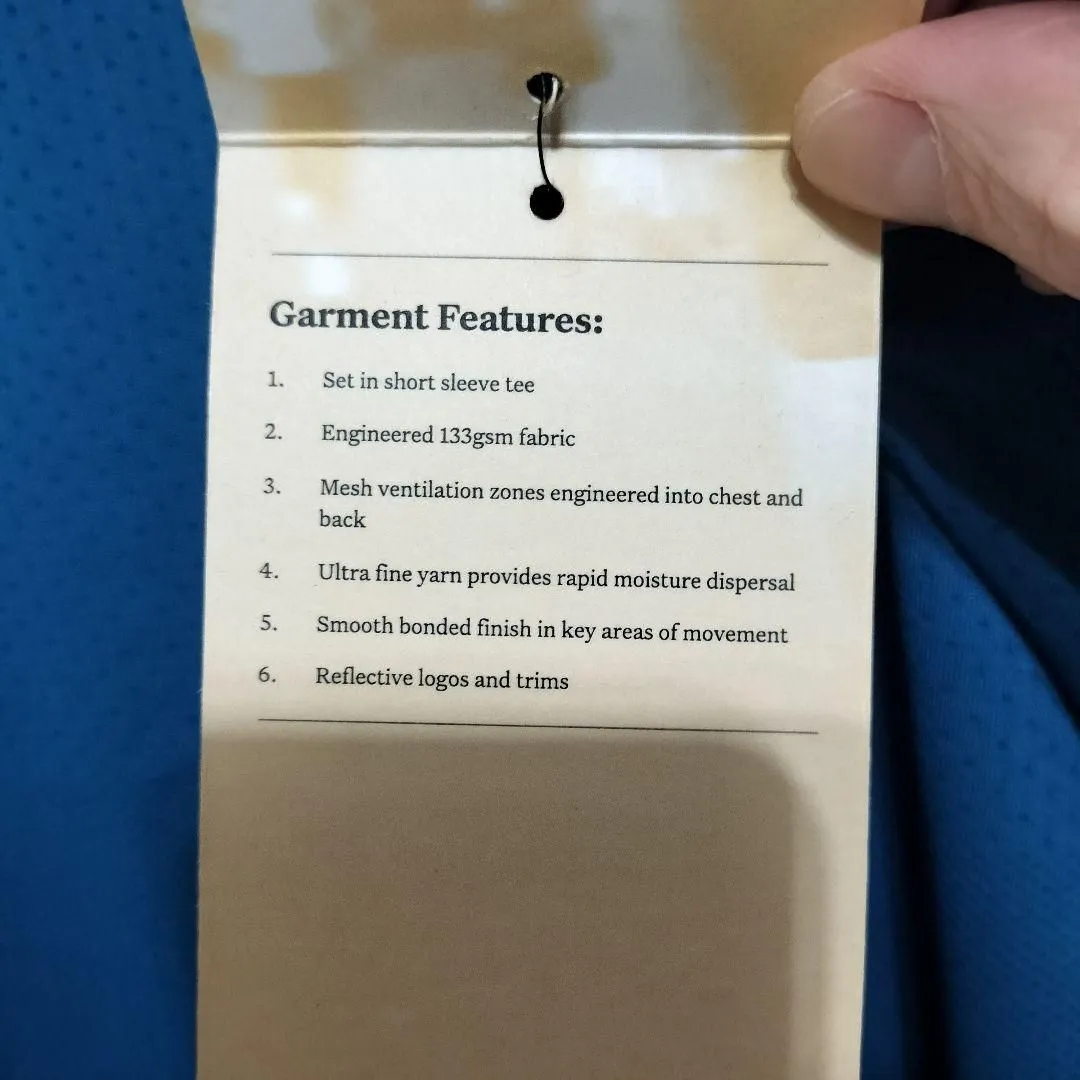 Garment Features:
1. Set in short sleeve tee
2. Engineered 133gsm fabric
3. Mesh ventilation zones engineered into chest and
back
4. Ultra fine yarn provides rapid moisture dispersal
5. Smooth bonded finish in key areas of movement
6. Reflective logos and trims